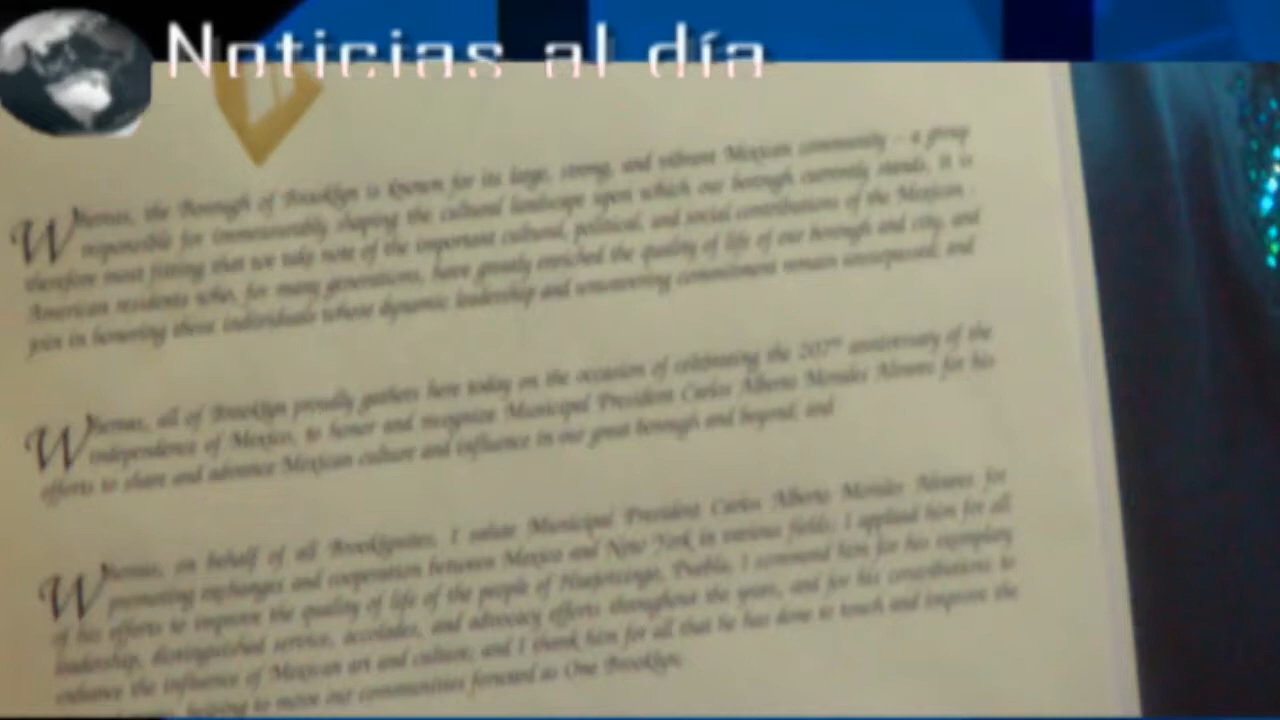 Noticias al día
Whereas, the Borough of Brooklyn is known for its large, strong, and vibrant Mexican community – a group
responsible for immeasurably shaping the cultural landscape upon which our borough currently stands, it is
therefore most fitting that we take note of the important cultural, political, and social contributions of the Mexican
American residents who, for many generations, have greatly enriched the quality of life of our borough and city, and
join in honoring those individuals whose dynamic leadership and unwavering commitment remain unsurpassed; and
Whereas, all of Brooklyn proudly gathers here today on the occasion of celebrating the 207th anniversary of the
independence of Mexico, to honor and recognize Municipal President Carlos Alberto Morales Alvarez for his
efforts to share and advance Mexican culture and influence in our great borough and beyond; and
Whereas, on behalf of all Brooklynites, I salute Municipal President Carlos Alberto Morales Alvarez for
promoting exchanges and cooperation between Mexico and New York in various fields; I applaud him for all
of his efforts to improve the quality of life of the people of Huejotzingo, Puebla; I commend him for his exemplary
leadership, distinguished service, accolades, and advocacy efforts throughout the years, and for his contributions to
enhance the influence of Mexican art and culture; and I thank him for all that he has done to touch and improve the
helping to move our communities forward as One Brooklyn.